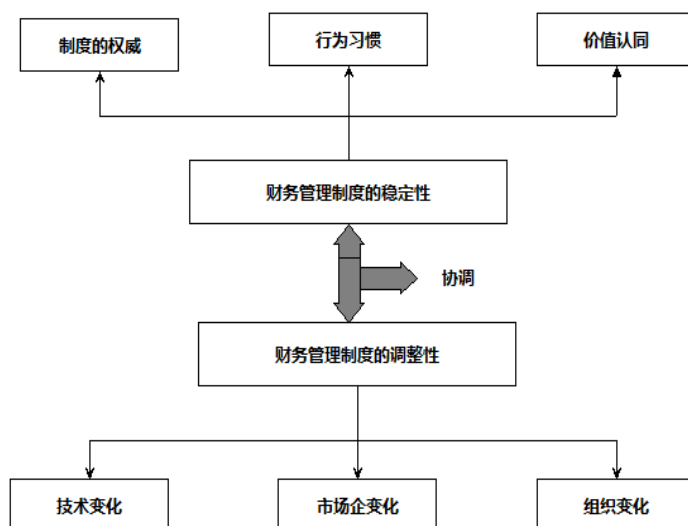 制度的权威
行为习惯
价值认同
财务管理制度的稳定性
协调
财务管理制度的调整性
技术变化
市场企变化
组织变化